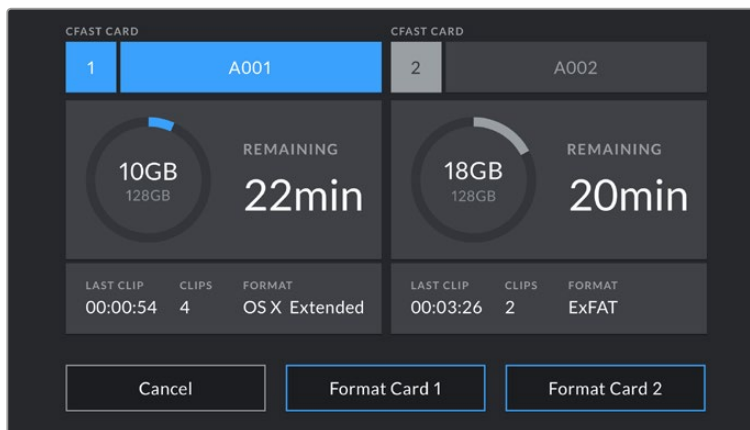 CFAST CARD
1 A001
10GB
128GB
REMAINING
22min
LAST CLIP CLIPS FORMAT
00:00:54 4 OS X Extended
CFAST CARD
2 A002
18GB
128GB
REMAINING
20min
LAST CLIP CLIPS FORMAT
00:03:26 2 ExFAT
Cancel Format Card 1 Format Card 2